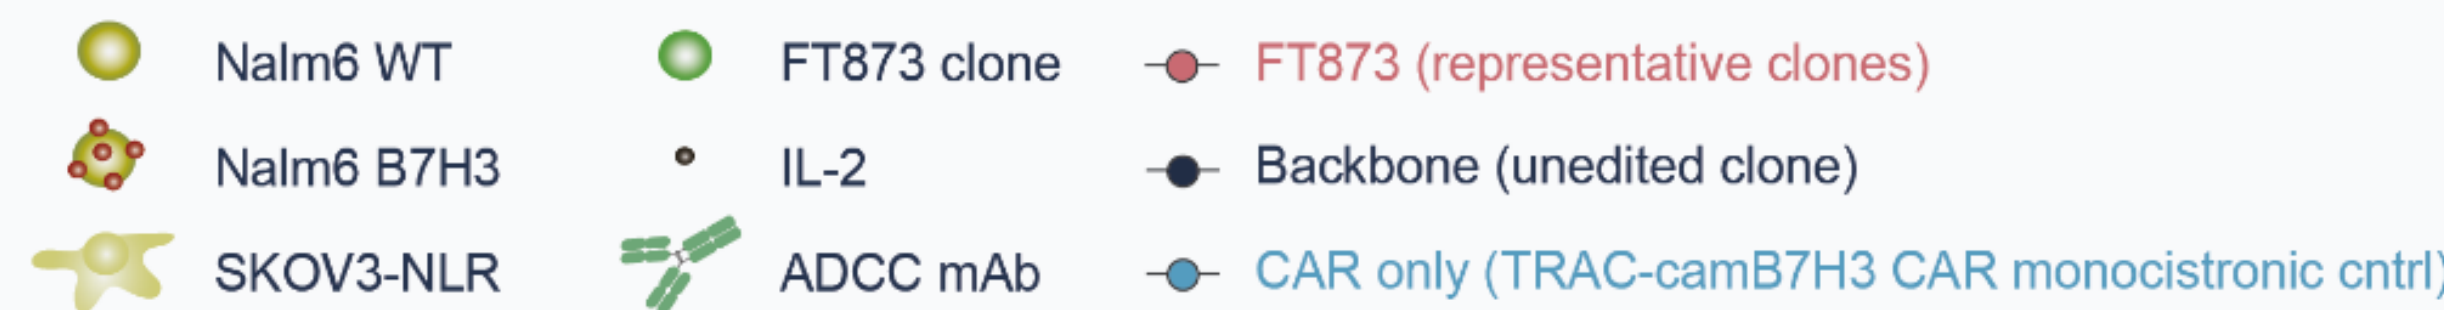 Nalm6 WT
FT873 clone
FT873 (representative clones)
Nalm6 B7H3
IL-2
Backbone (unedited clone)
SKOV3-NLR
ADCC mAb
CAR only (TRAC-camB7H3 CAR monocistronic cntrl)